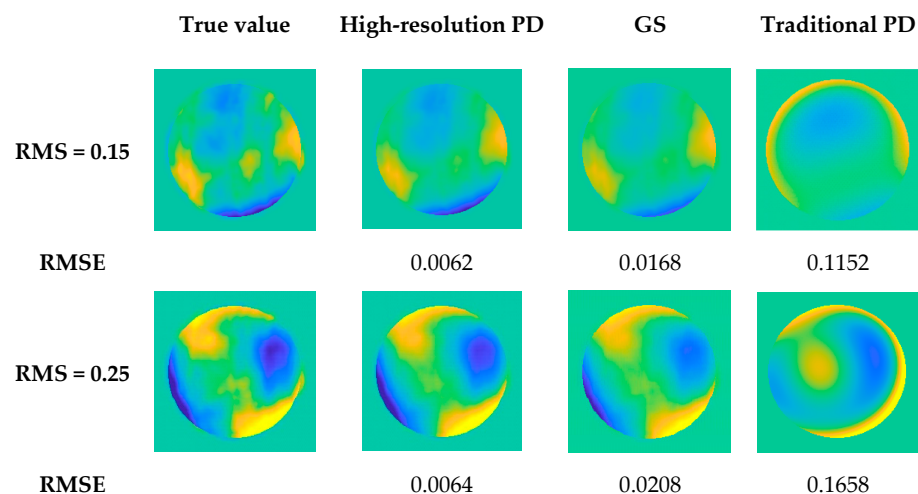 True value High-resolution PD GS Traditional PD
RMS = 0.15
RMSE 0.0062 0.0168 0.1152
RMS = 0.25
RMSE 0.0064 0.0208 0.1658